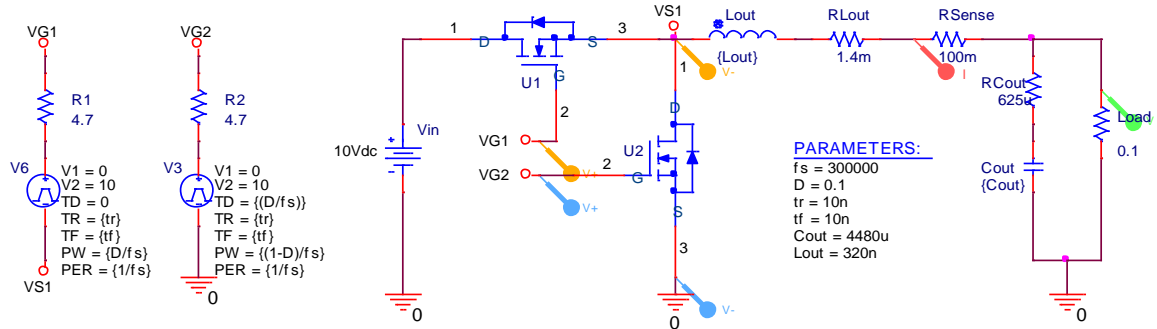 VG1
R1
4.7
V6
V1 = 0
V2 = 10
TD = 0
TR = {tr}
TF = {tf}
PW = {D/fs}
PER = {1/fs}
VS1
VG2
R2
4.7
V3
V1 = 0
V2 = 10
TD = {(D/fs)}
TR = {tr}
TF = {tf}
PW = {(1-D)/fs}
PER = {1/fs}
0
10Vdc
Vin
+
-
0
1
D
S
3
G
U1
2
VG1
VG2
V+
V+
2
U2
G
D
1
S
3
V-
0
VS1
V-
Lout
{Lout}
RLout
1.4m
RSense
100m
I
RCout
625u
Cout
{Cout}
Load
0.1
0
PARAMETERS:
fs = 300000
D = 0.1
tr = 10n
tf = 10n
Cout = 4480u
Lout = 320n